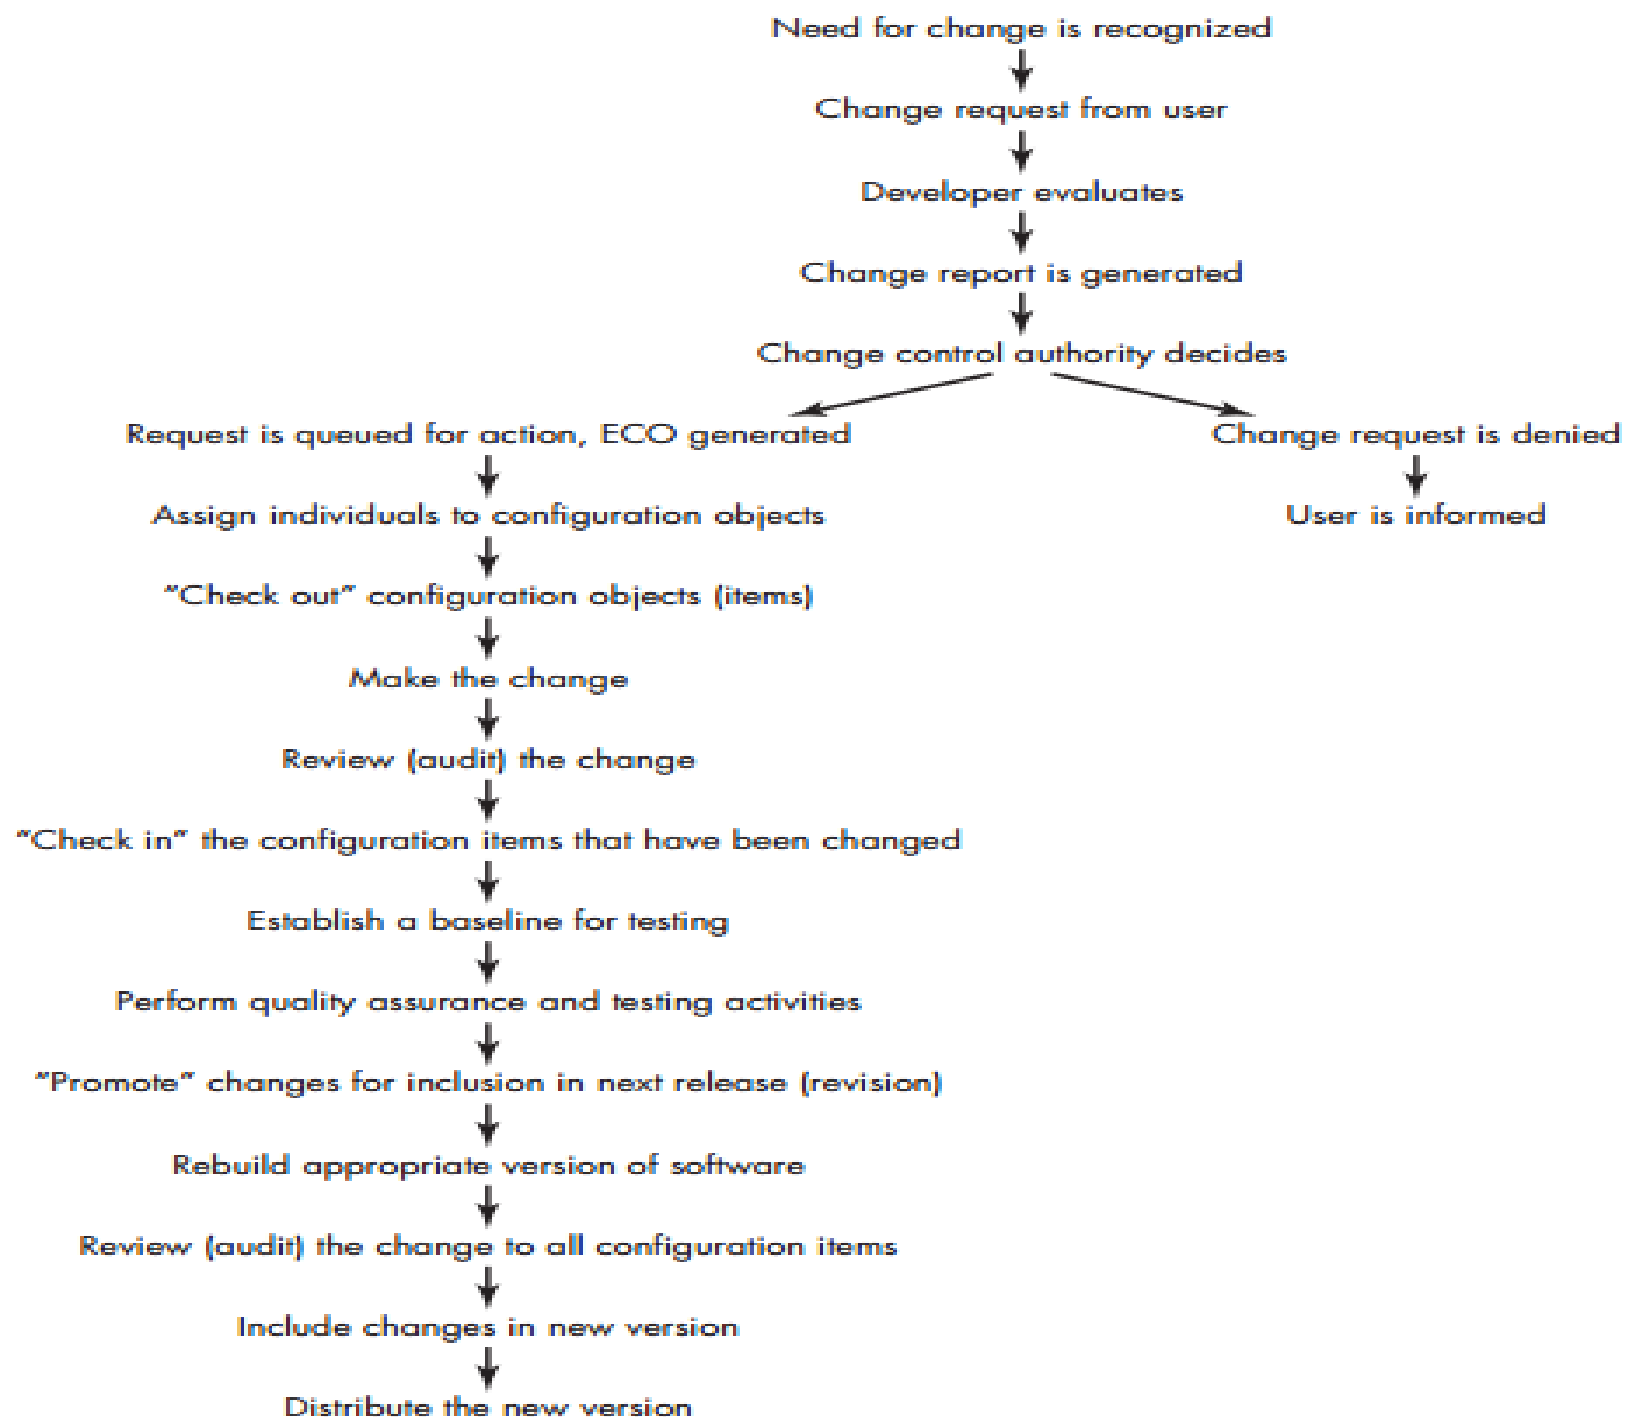 Need for change is recognized
Change request from user
Developer evaluates
Change report is generated
Change control authority decides
Request is queued for action, ECO generated
Change request is denied
Assign individuals to configuration objects
User is informed
“Check out” configuration objects (items)
Make the change
Review (audit) the change
“Check in” the configuration items that have been changed
Establish a baseline for testing
Perform quality assurance and testing activities
“Promote” changes for inclusion in next release (revision)
Rebuild appropriate version of software
Review (audit) the change to all configuration items
Include changes in new version
Distribute the new version